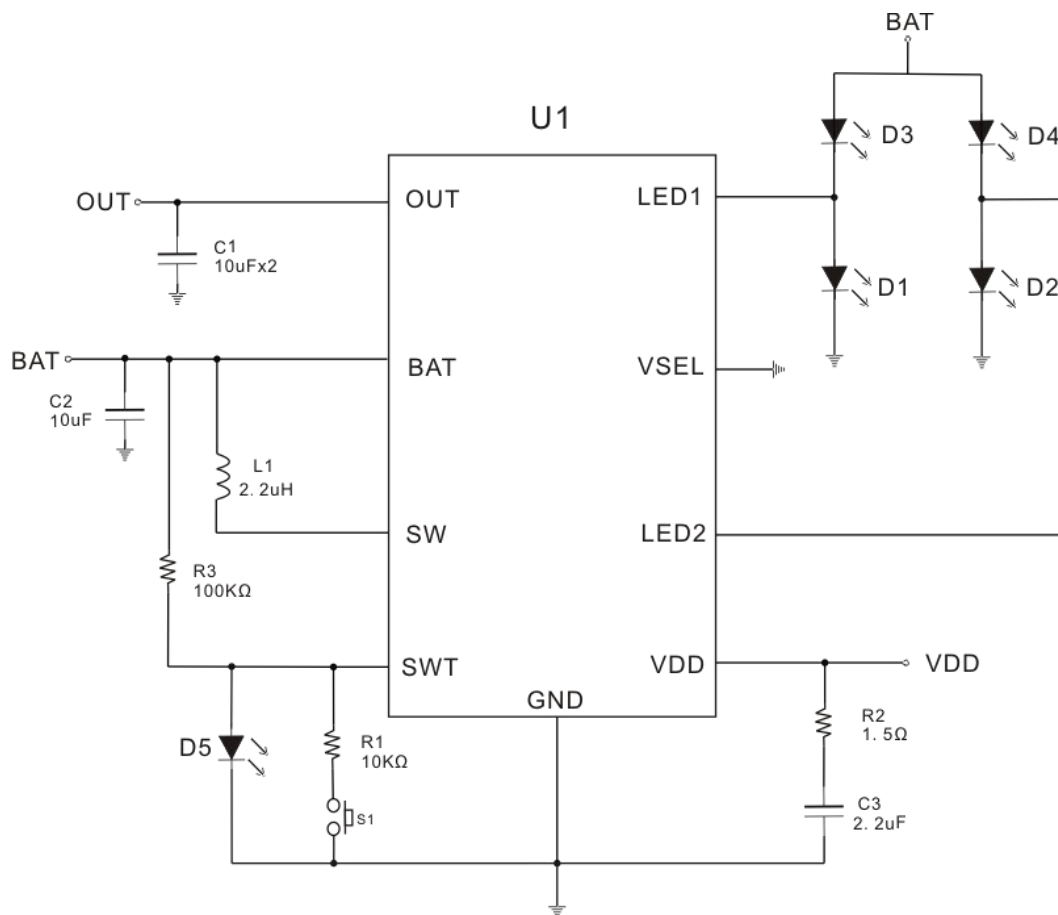 BAT
U1
D3
D4
OUT
OUT
LED1
C1
10uFx2
D1
D2
BAT
BAT
VSEL
C2
10uF
L1
2. 2uH
SW
LED2
R3
100KΩ
SWT
VDD
VDD
GND
D5
R1
10KΩ
R2
1. 5Ω
S1
C3
2. 2uF